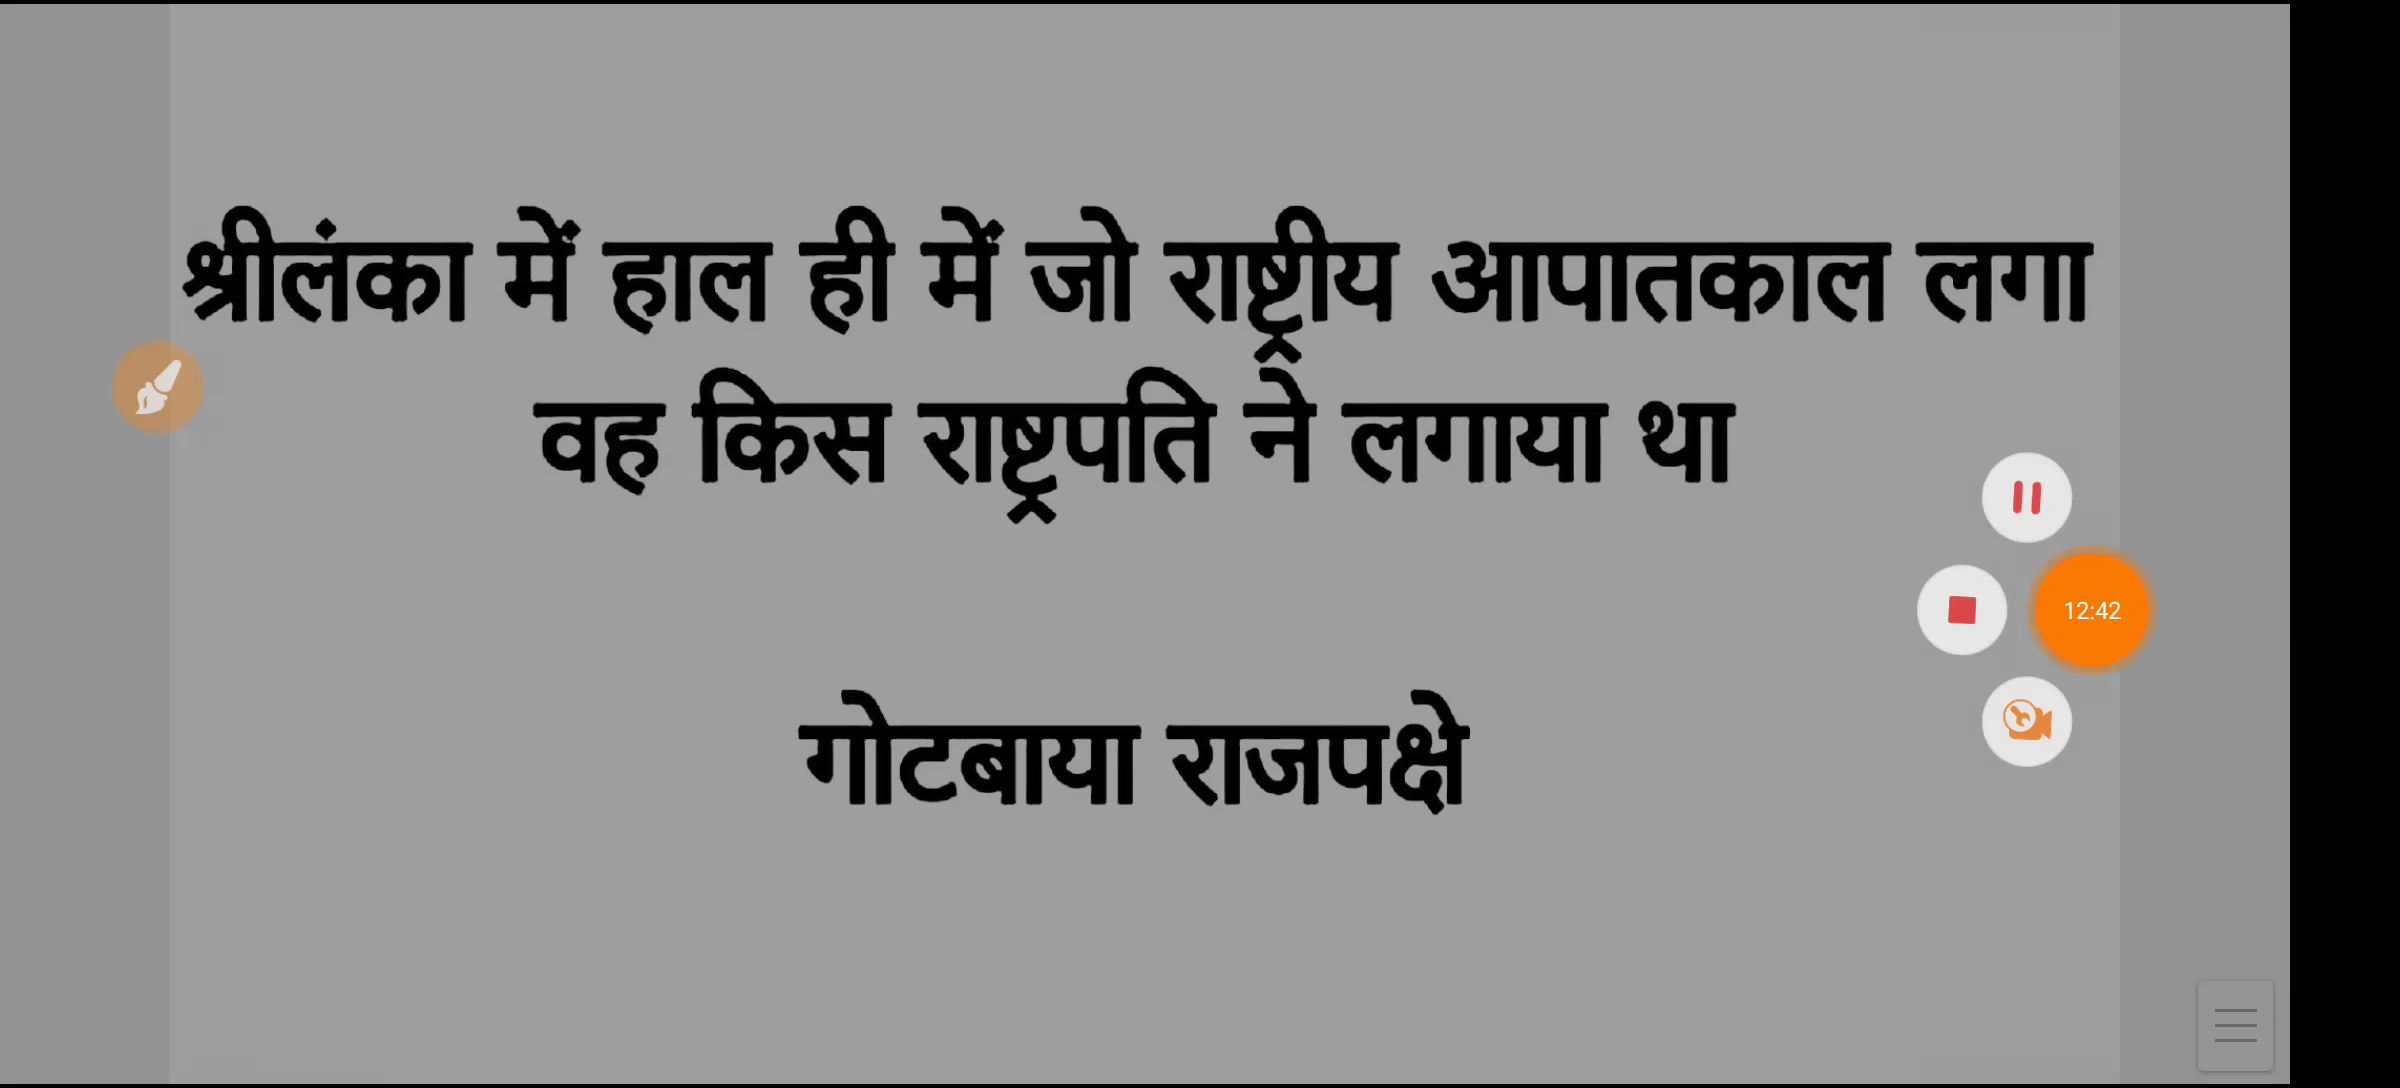 श्रीलंका में हाल ही में जो राष्ट्रीय आपातकाल लगा
वह किस राष्ट्रपति ने लगाया था
12:42
गोटबाया राजपक्षे